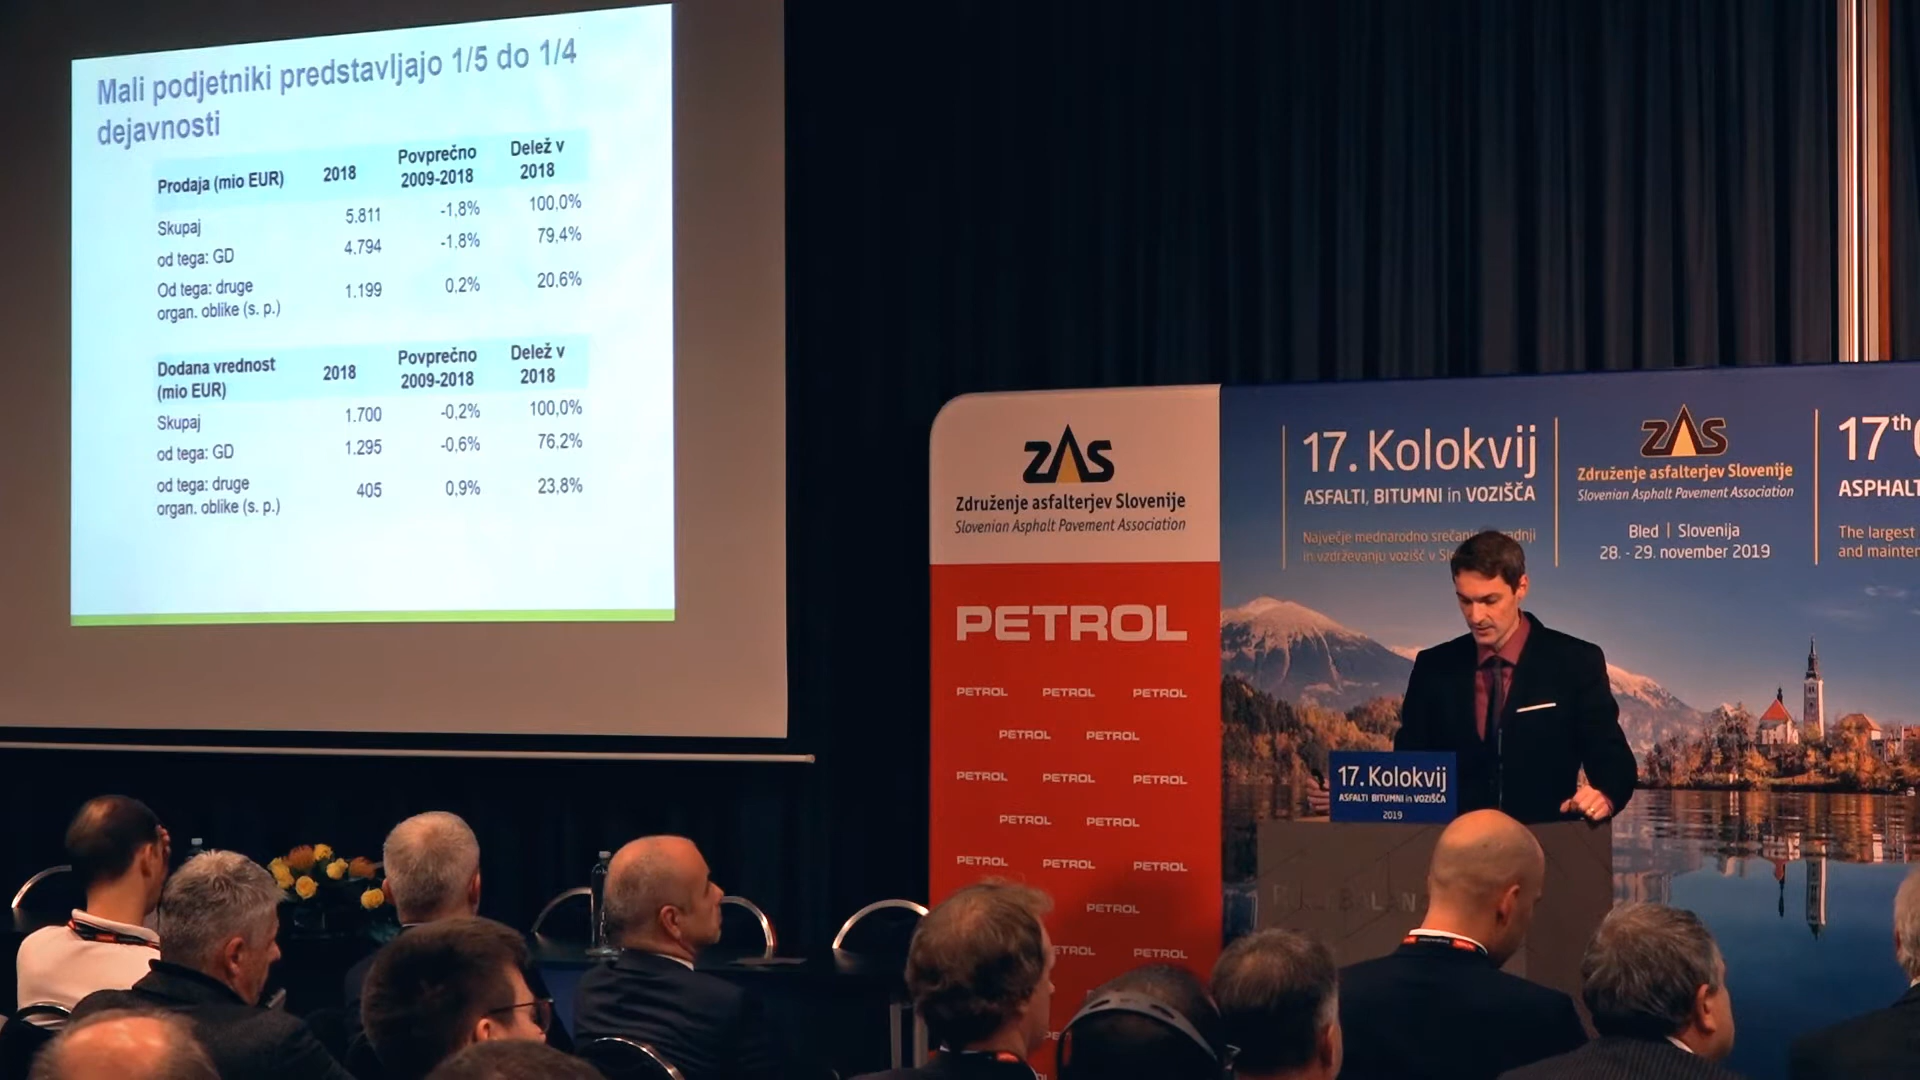 Mali podjetniki predstavljajo 1/5 do 1/4
dejavnosti
Prodaja (mio EUR) 2018 Povprečno 2009-2018 Delež v 2018
Skupaj 5.811 -1,8% 100,0%
od tega: GD 4.794 -1,8% 79,4%
Od tega: druge organ. oblike (s. p.) 1.199 0,2% 20,6%
Dodana vrednost (mio EUR) 2018 Povprečno 2009-2018 Delež v 2018
Skupaj 1.700 -0,2% 100,0%
od tega: GD 1.295 -0,6% 76,2%
od tega: druge organ. oblike (s. p.) 405 0,9% 23,8%
ZAS
Združenje asfalterjev Slovenije
Slovenian Asphalt Pavement Association
PETROL
PETROL PETROL PETROL
PETROL PETROL
PETROL PETROL PETROL
PETROL PETROL
PETROL PETROL PETROL
PETROL
PETROL PETROL
17. Kolokvij
ASFALTI, BITUMNI in VOZIŠČA
Največje mednarodno
in vzdrževanju vozišč v
ZAS
Združenje asfalterjev Slovenije
Slovenian Asphalt Pavement Association
Bled | Slovenija
28. - 29. november 2019
17th
ASPHALT
The largest
and mainten
17. Kolokvij
ASFALTI BITUMNI in VOZIŠČA
2019